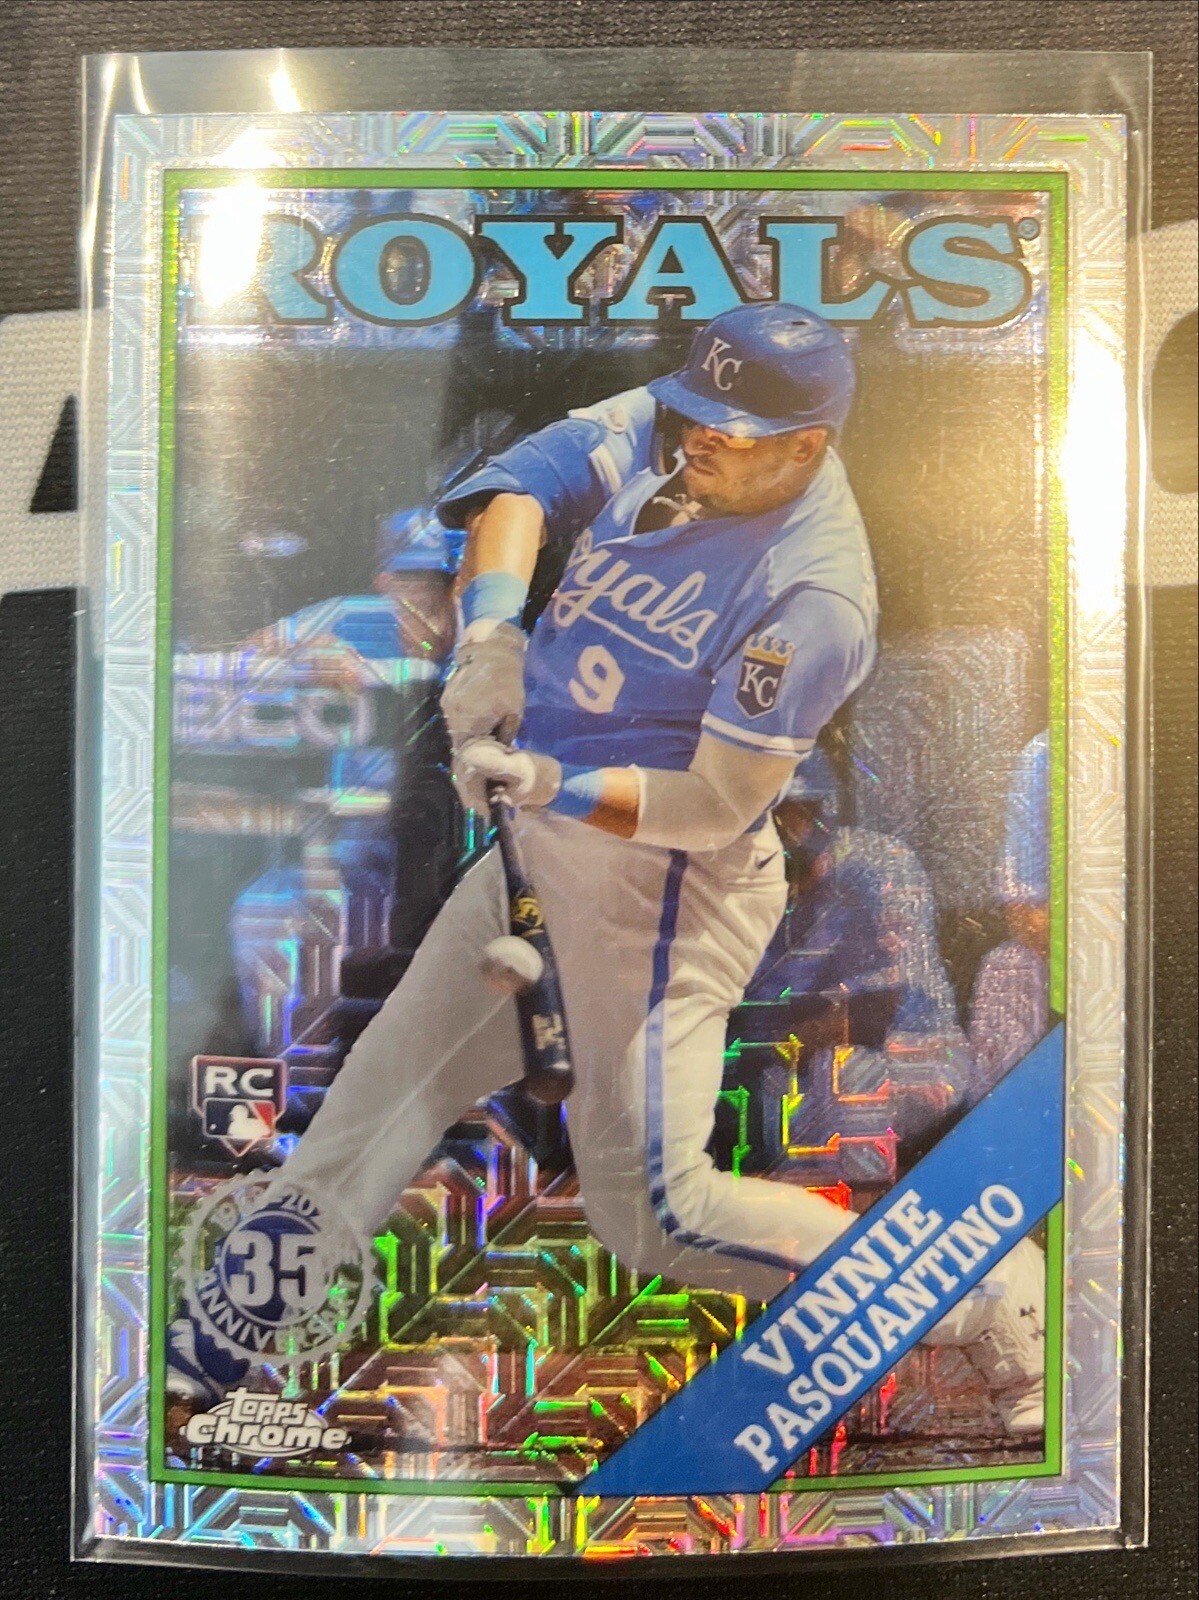 ROYALS®
KC
Royals
9
KC
RC
35
ANNIVERSARY
Topps
Chrome
VINNIE
PASQUANTINO